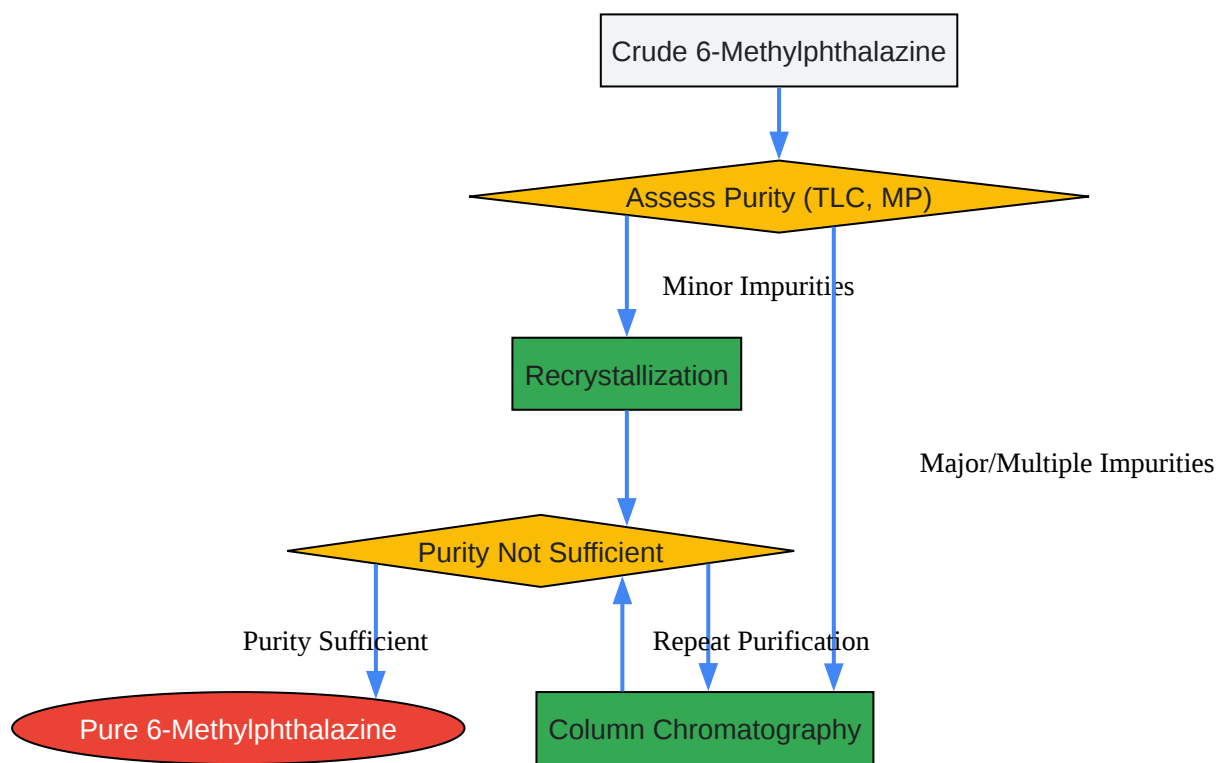 Crude 6-Methylphthalazine
Assess Purity (TLC, MP)
Minor Impurities
Recrystallization
Major/Multiple Impurities
Purity Not Sufficient
Purity Sufficient
Repeat Purification
Pure 6-Methylphthalazine
Column Chromatography